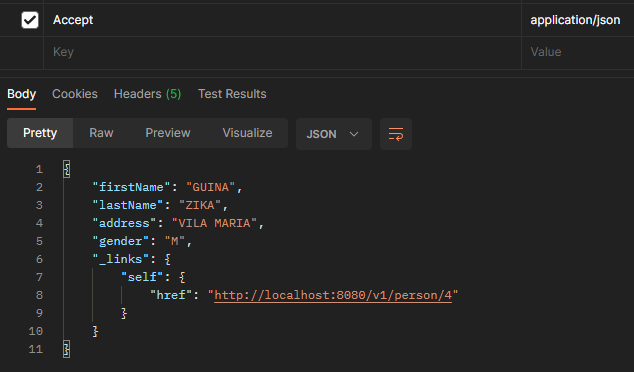 Accept application/json
Key Value
Body Cookies Headers (5) Test Results
Pretty Raw Preview Visualize JSON
1 {
2 "firstName": "GUINA",
3 "lastName": "ZIKA",
4 "address": "VILA MARIA",
5 "gender": "M",
6 "_links": {
7 "self": {
8 "href": "http://localhost:8080/v1/person/4"
9 }
10 }
11 }